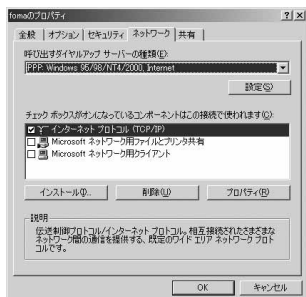 fomaのプロパティ
全般 オプション セキュリティ ネットワーク 共有
呼び出すダイヤルアップ サーバーの種類(E):
PPP: Windows 95/98/NT4/2000, Internet
設定(S)
チェック ボックスがオンになっているコンポーネントはこの接続で使われます(O):
インターネット プロトコル (TCP/IP)
Microsoft ネットワーク用ファイルとプリンタ共有
Microsoft ネットワーク用クライアント
インストール(I)...
削除(U)
プロパティ(R)
説明
伝送制御プロトコル/インターネット プロトコル。相互接続されたさまざまな
ネットワーク間の通信を提供する、既定のワイド エリア ネットワーク プロト
コルです。
OK
キャンセル